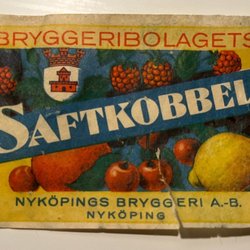 BRYGGERIBOLAGETS
SAFTKOBBEL
NYKÖPINGS BRYGGERI A.-B.
NYKÖPING